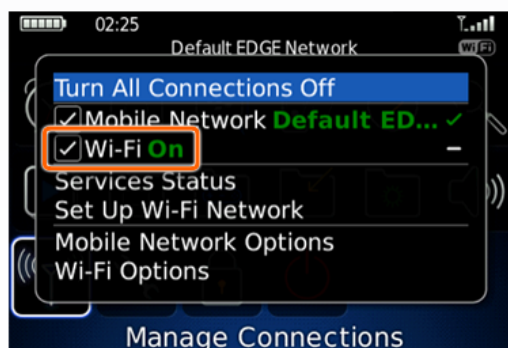 02:25
Default EDGE Network
WiFi
Turn All Connections Off
Mobile Network Default ED...
Wi-Fi On
Services Status
Set Up Wi-Fi Network
Mobile Network Options
Wi-Fi Options
Manage Connections